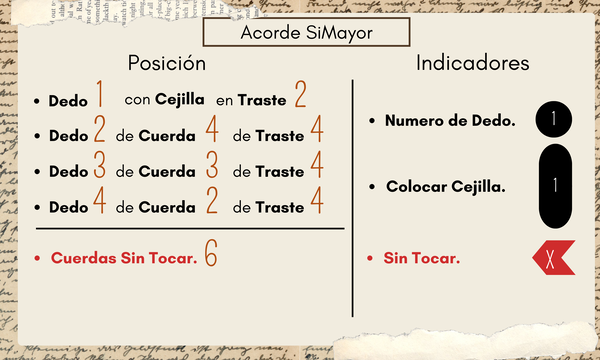 Acorde SiMayor
Posición
Dedo 1 con Cejilla en Traste 2
Dedo 2 de Cuerda 4 de Traste 4
Dedo 3 de Cuerda 3 de Traste 4
Dedo 4 de Cuerda 2 de Traste 4
Cuerdas Sin Tocar. 6
Indicadores
Numero de Dedo. 1
Colocar Cejilla. 1
Sin Tocar. X